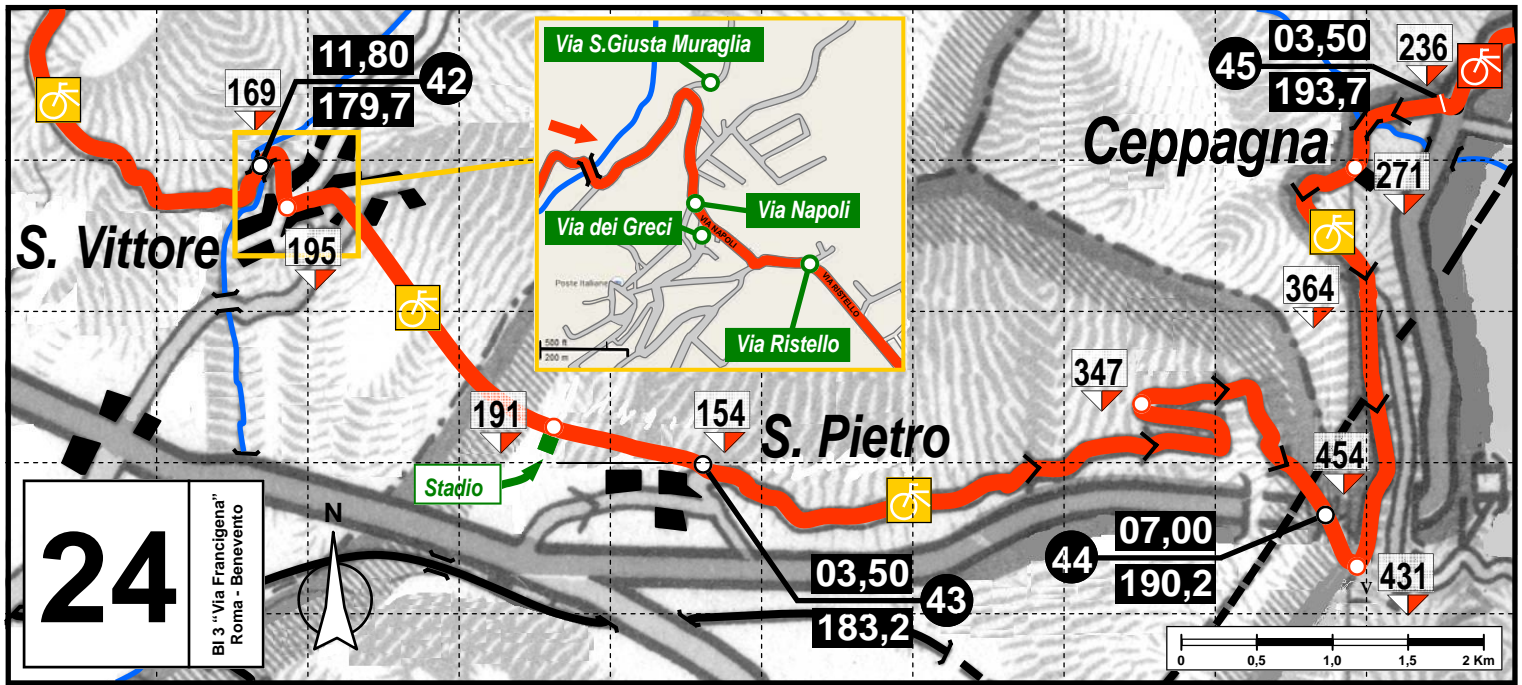 11,80
42
179,7
169
S. Vittore
195
Via S.Giusta Muraglia
Via Napoli
Via dei Greci
VIA NAPOLI
Poste Italiane
VIA RISTELLO
Via Ristello
500 ft
200 m
03,50
45
193,7
236
Ceppagna
271
364
347
191
154
S. Pietro
454
Stadio
24
BI 3 “Via Francigena”
Roma - Benevento
N
03,50
43
183,2
07,00
44
190,2
431
V
0 0,5 1,0 1,5 2 Km